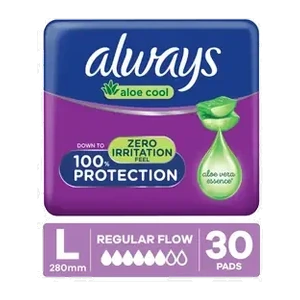 always
aloe cool
DOWN TO
ZERO
IRRITATION
FEEL
100%
PROTECTION
aloe vera
essence*
L
280mm
REGULAR FLOW
30
PADS